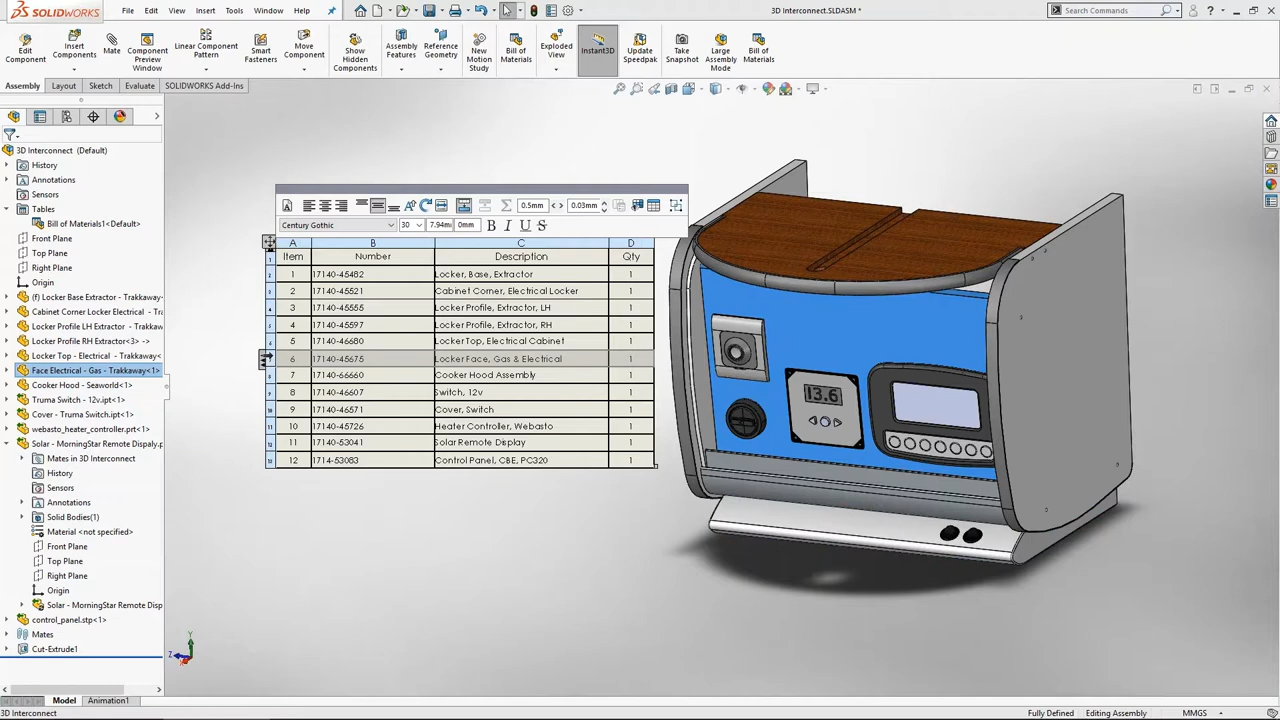 SOLIDWORKS
File
Edit
View
Insert
Tools
Window
Help
3D Interconnect.SLDASM *
Search Commands
Edit Component
Insert Components
Mate
Component Preview Window
Linear Component Pattern
Smart Fasteners
Move Component
Show Hidden Components
Assembly Features
Reference Geometry
New Motion Study
Bill of Materials
Exploded View
Instant3D
Update Speedpak
Take Snapshot
Large Assembly Mode
Bill of Materials
Assembly
Layout
Sketch
Evaluate
SOLIDWORKS Add-Ins
3D Interconnect (Default)
History
Annotations
Sensors
Tables
Bill of Materials1<Default>
Front Plane
Top Plane
Right Plane
Origin
(f) Locker Base Extractor - Trakkaway
Cabinet Corner Locker Electrical - T
Locker Profile LH Extractor - Trakk
Locker Profile RH Extractor<3> ->
Locker Top - Electrical - Trakkaway<
Face Electrical - Gas - Trakkaway<1>
Cooker Hood - Seaworld<1>
Truma Switch - 12v.ipt<1>
Cover - Truma Switch.ipt<1>
webasto_heater_controller.prt<1>
Solar - MorningStar Remote Dispaly.p
Mates in 3D Interconnect
History
Sensors
Annotations
Solid Bodies(1)
Material <not specified>
Front Plane
Top Plane
Right Plane
Origin
Solar - MorningStar Remote Disp
control_panel.stp<1>
Mates
Cut-Extrude1
0.5mm
0.03mm
Century Gothic
30
7.94m
0mm
B I U S
A B C D
Item Number Description Qty
1 17140-45482 Locker, Base, Extractor 1
2 17140-45521 Cabinet Corner, Electrical Locker 1
3 17140-45555 Locker Profile, Extractor, LH 1
4 17140-45597 Locker Profile, Extractor, RH 1
5 17140-46680 Locker Top, Electrical Cabinet 1
6 17140-45675 Locker Face, Gas & Electrical 1
7 17140-66660 Cooker Hood Assembly 1
8 17140-46607 Switch, 12v 1
9 17140-46571 Cover, Switch 1
10 17140-45726 Heater Controller, Webasto 1
11 17140-53041 Solar Remote Display 1
12 1714-53083 Control Panel, CBE, PC320 1
13.6
Y
Z
Model
Animation1
3D Interconnect
Fully Defined
Editing Assembly
MMGS